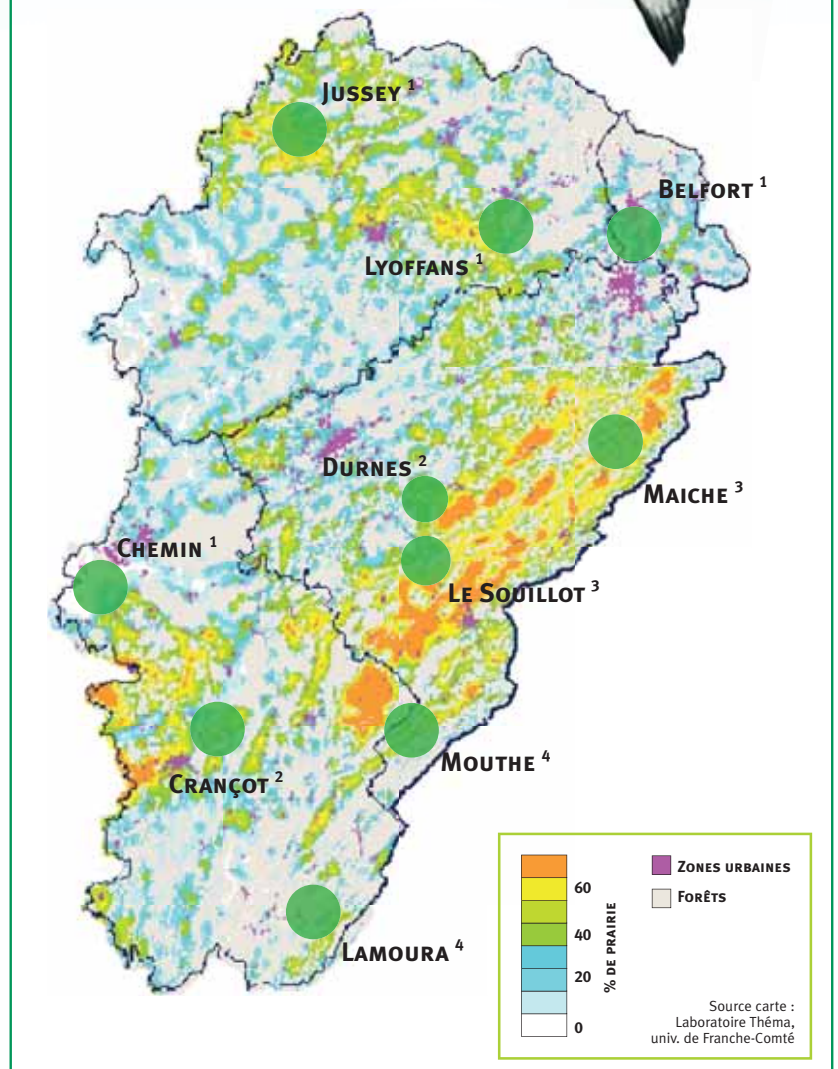 Jussey ¹
Belfort ¹
Lyoffans ¹
Durnes ²
Maiche ³
Chemin ¹
Le Souillot ³
Mouthe ⁴
Crançot ²
Lamoura ⁴
60
40
20
0
% de prairie
Zones urbaines
Forêts
Source carte :
Laboratoire Théma,
univ. de Franche-Comté